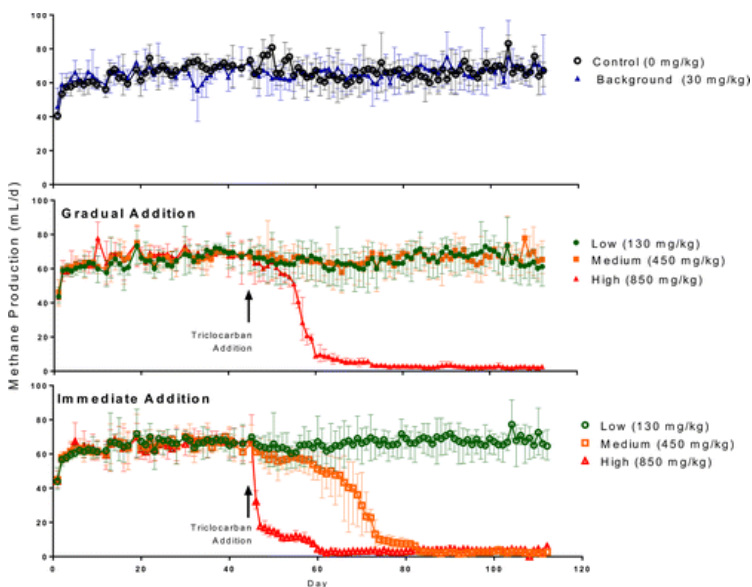 100
80
60
40
20
0
Control (0 mg/kg)
Background (30 mg/kg)
Methane Production (mL/d)
100
80
60
40
20
0
Gradual Addition
Triclocarban
Addition
Low (130 mg/kg)
Medium (450 mg/kg)
High (850 mg/kg)
100
80
60
40
20
0
Immediate Addition
Triclocarban
Addition
Low (130 mg/kg)
Medium (450 mg/kg)
High (850 mg/kg)
0 20 40 60 80 100 120
Day